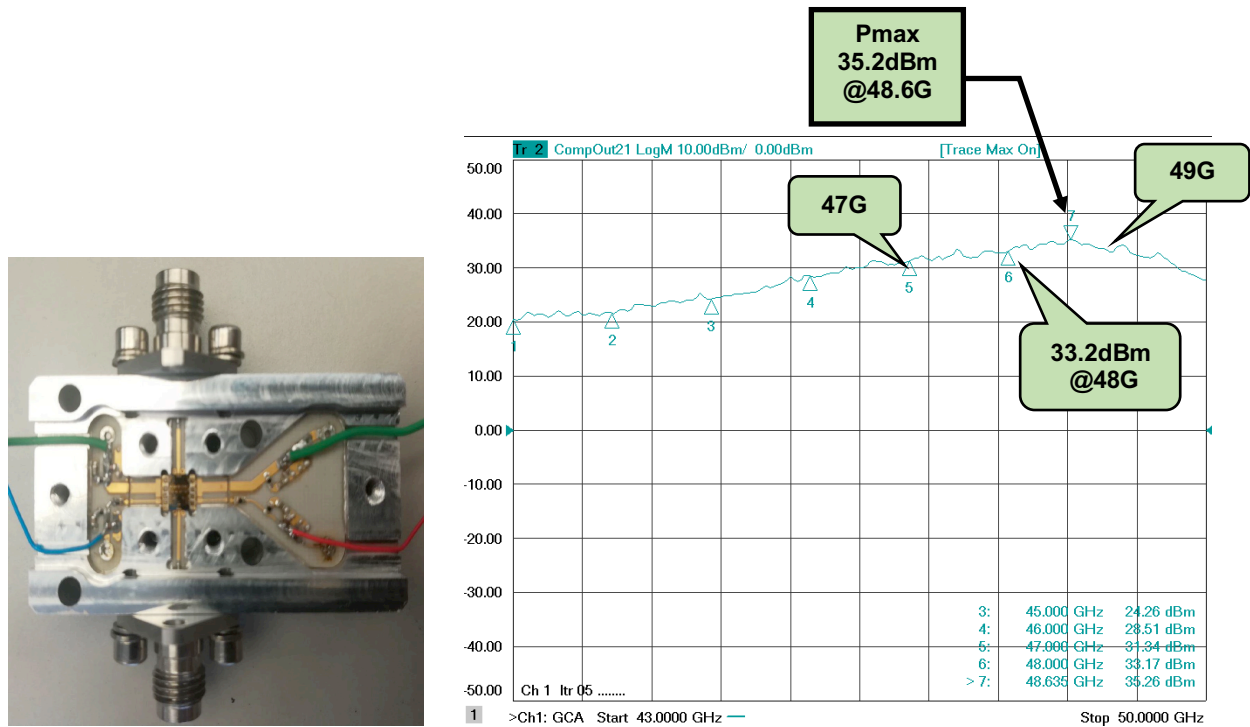 Pmax
35.2dBm
@48.6G
Tr 2 CompOut21 LogM 10.00dBm/ 0.00dBm [Trace Max On]
50.00
49G
47G
40.00
7
30.00
4
5
6
20.00
1
2
3
33.2dBm
@48G
10.00
0.00
-10.00
-20.00
-30.00
3: 45.000 GHz 24.26 dBm
4: 46.000 GHz 28.51 dBm
-40.00
5: 47.000 GHz 31.34 dBm
6: 48.000 GHz 33.17 dBm
> 7: 48.635 GHz 35.26 dBm
-50.00
Ch 1 Itr 05 ........
1 >Ch1: GCA Start 43.0000 GHz Stop 50.0000 GHz